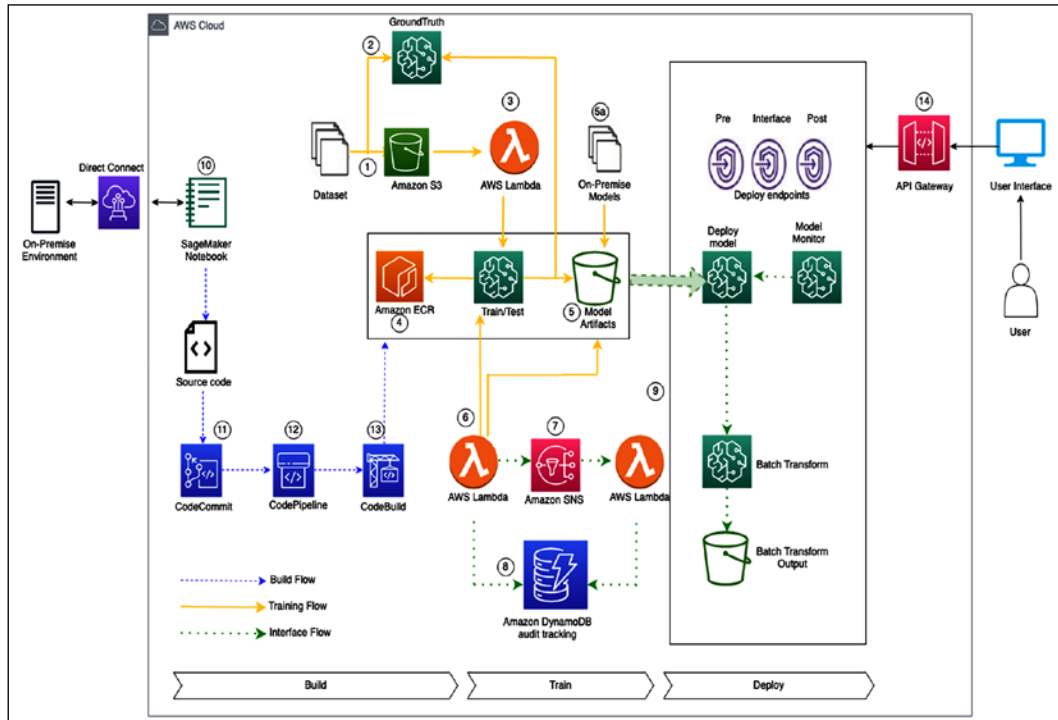 AWS Cloud
GroundTruth
2
3
5a
1
Dataset
Amazon S3
AWS Lambda
On-Premise
Models
Pre
Interface
Post
Deploy endpoints
14
API Gateway
User Interface
User
Direct Connect
10
On-Premise
Environment
SageMaker
Notebook
Amazon ECR
4
Train/Test
5
Model
Artifacts
Deploy
model
Model
Monitor
Source code
11
12
13
CodeCommit
CodePipeline
CodeBuild
6
7
9
AWS Lambda
Amazon SNS
AWS Lambda
Batch Transform
8
Amazon DynamoDB
audit tracking
Batch Transform
Output
Build Flow
Training Flow
Interface Flow
Build
Train
Deploy